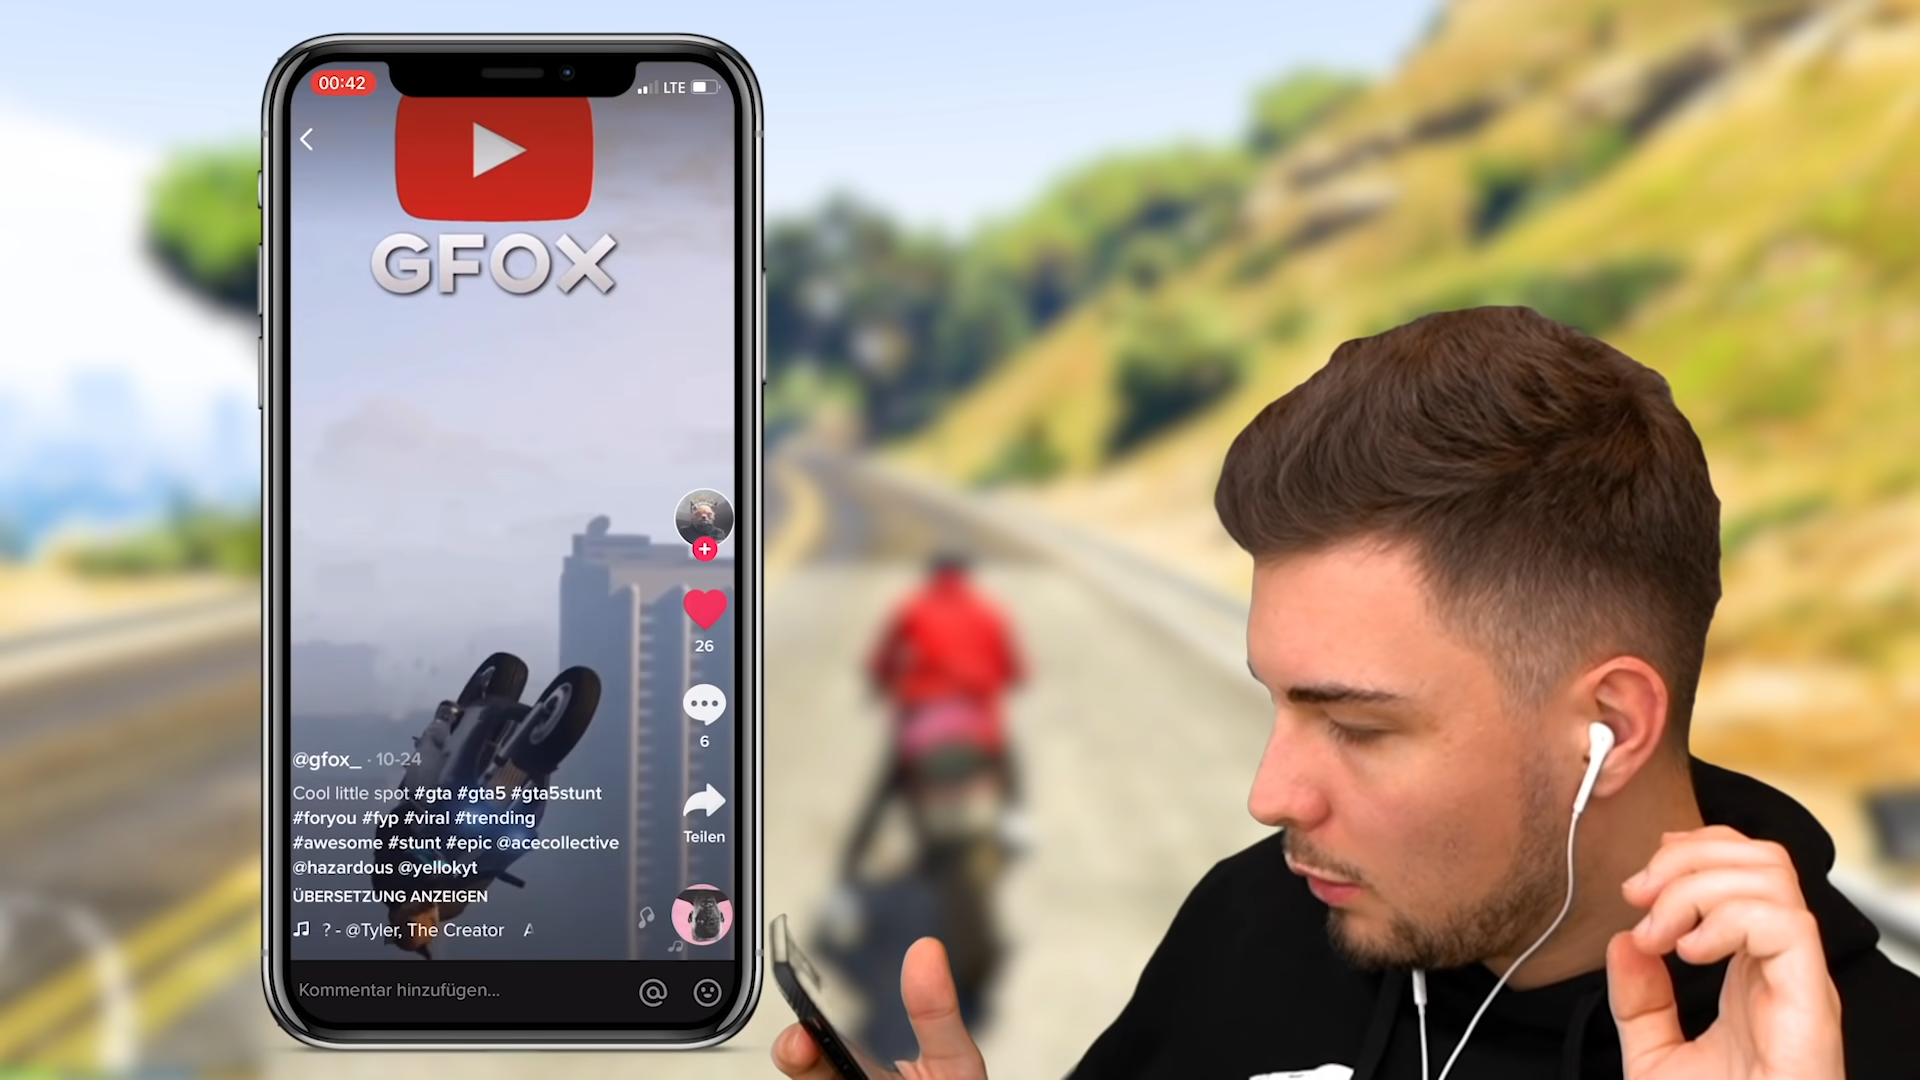 00:42
LTE
GFOX
26
6
@gfox_ · 10-24
Cool little spot #gta #gta5 #gta5stunt
#foryou #fyp #viral #trending
#awesome #stunt #epic @acecollective
@hazardous @yellokyt
ÜBERSETZUNG ANZEIGEN
Teilen
? - @Tyler, The Creator
Kommentar hinzufügen...